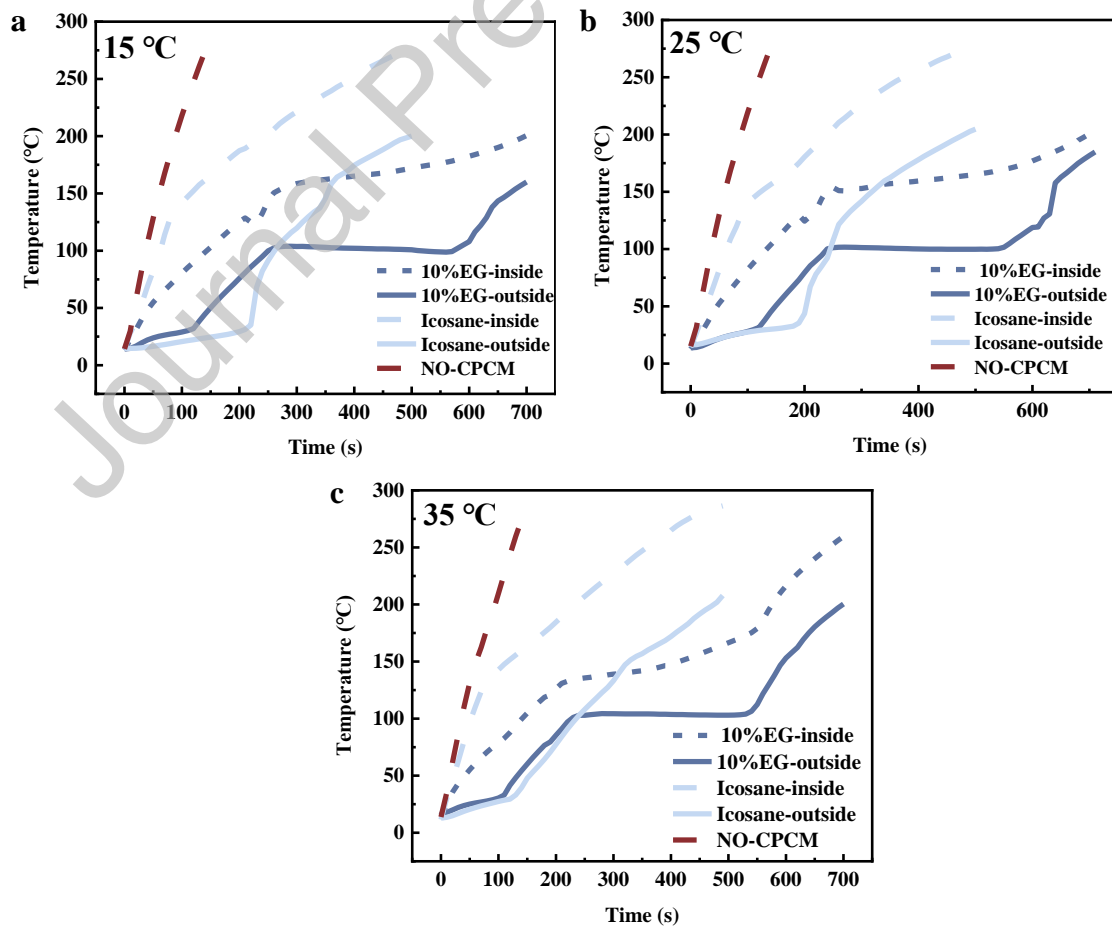 a
15 ℃
Temperature (℃)
300
250
200
150
100
50
0
0 100 200 300 400 500 600 700
Time (s)
10%EG-inside
10%EG-outside
Icosane-inside
Icosane-outside
NO-CPCM
b
25 ℃
Temperature (℃)
300
250
200
150
100
50
0
0 200 400 600
Time (s)
10%EG-inside
10%EG-outside
Icosane-inside
Icosane-outside
NO-CPCM
c
35 ℃
Temperature (℃)
300
250
200
150
100
50
0
0 100 200 300 400 500 600 700
Time (s)
10%EG-inside
10%EG-outside
Icosane-inside
Icosane-outside
NO-CPCM
Journal Pre